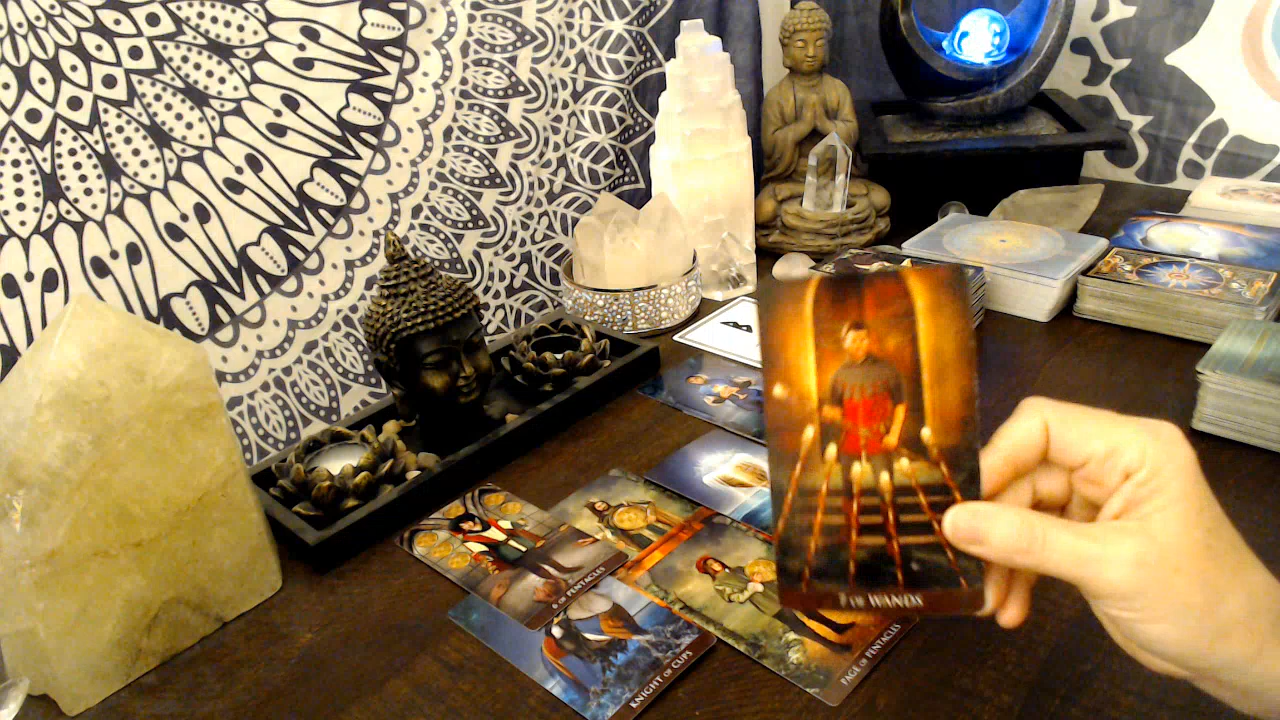 7 OF WANDS
6 OF PENTACLES
KNIGHT OF CUPS
PAGE OF PENTACLES